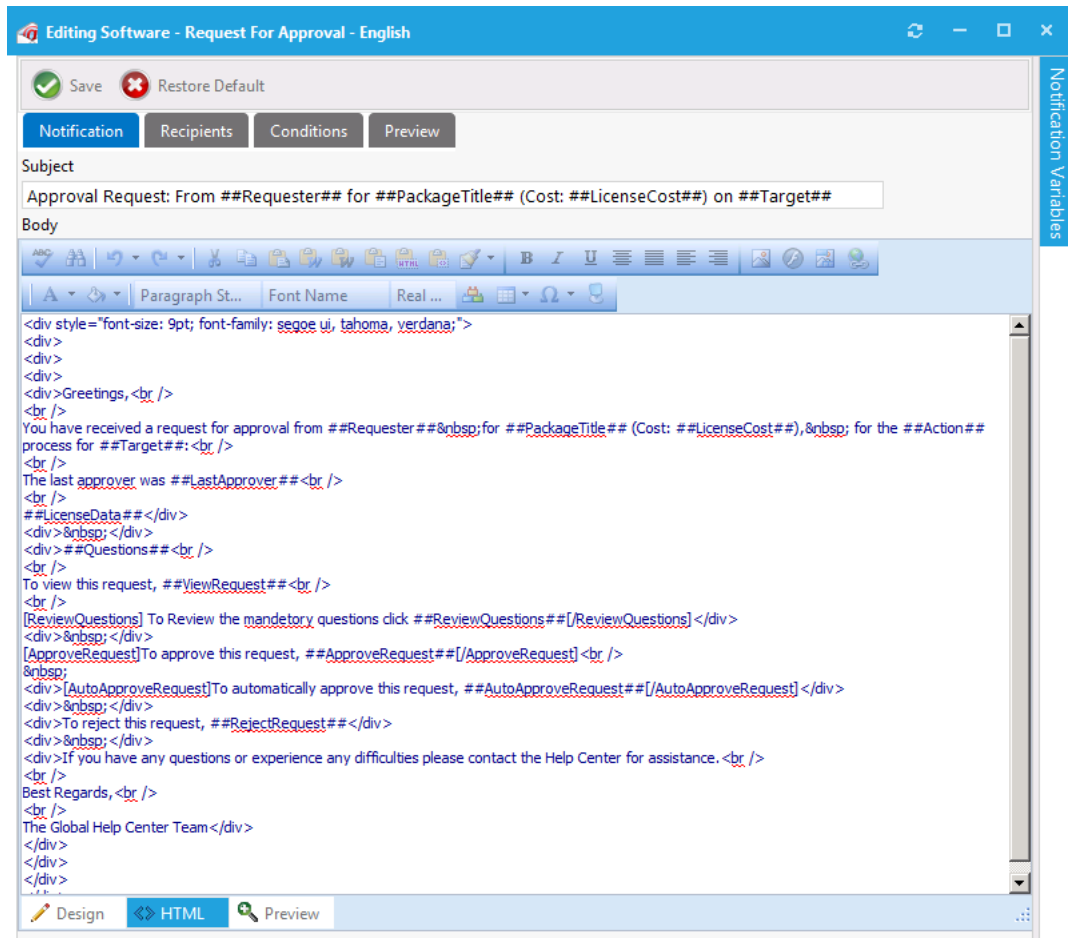 Editing Software - Request For Approval - English
Save Restore Default
Notification Recipients Conditions Preview
Notification Variables
Subject
Approval Request: From ##Requester## for ##PackageTitle## (Cost: ##LicenseCost##) on ##Target##
Body
ABC HTML B I U
A Paragraph St... Font Name Real ... Ω
<div style="font-size: 9pt; font-family: segoe ui, tahoma, verdana;">
<div>
<div>
<div>
<div>Greetings,<br />
<br />
You have received a request for approval from ##Requester##&nbsp;for ##PackageTitle## (Cost: ##LicenseCost##),&nbsp; for the ##Action##
process for ##Target##:<br />
<br />
The last approver was ##LastApprover##<br />
<br />
##LicenseData##</div>
<div>&nbsp;</div>
<div>##Questions##<br />
<br />
To view this request, ##ViewRequest##<br />
<br />
[ReviewQuestions] To Review the mandetory questions click ##ReviewQuestions##[/ReviewQuestions]</div>
<div>&nbsp;</div>
[ApproveRequest]To approve this request, ##ApproveRequest##[/ApproveRequest]<br />
&nbsp;
<div>[AutoApproveRequest]To automatically approve this request, ##AutoApproveRequest##[/AutoApproveRequest]</div>
<div>&nbsp;</div>
<div>To reject this request, ##RejectRequest##</div>
<div>&nbsp;</div>
<div>If you have any questions or experience any difficulties please contact the Help Center for assistance.<br />
<br />
Best Regards,<br />
<br />
The Global Help Center Team</div>
</div>
</div>
</div>
Design HTML Preview